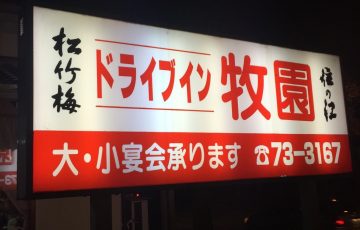 松竹梅
ドライブイン 牧園
住の江
大・小宴会承ります ☎73-3167
73